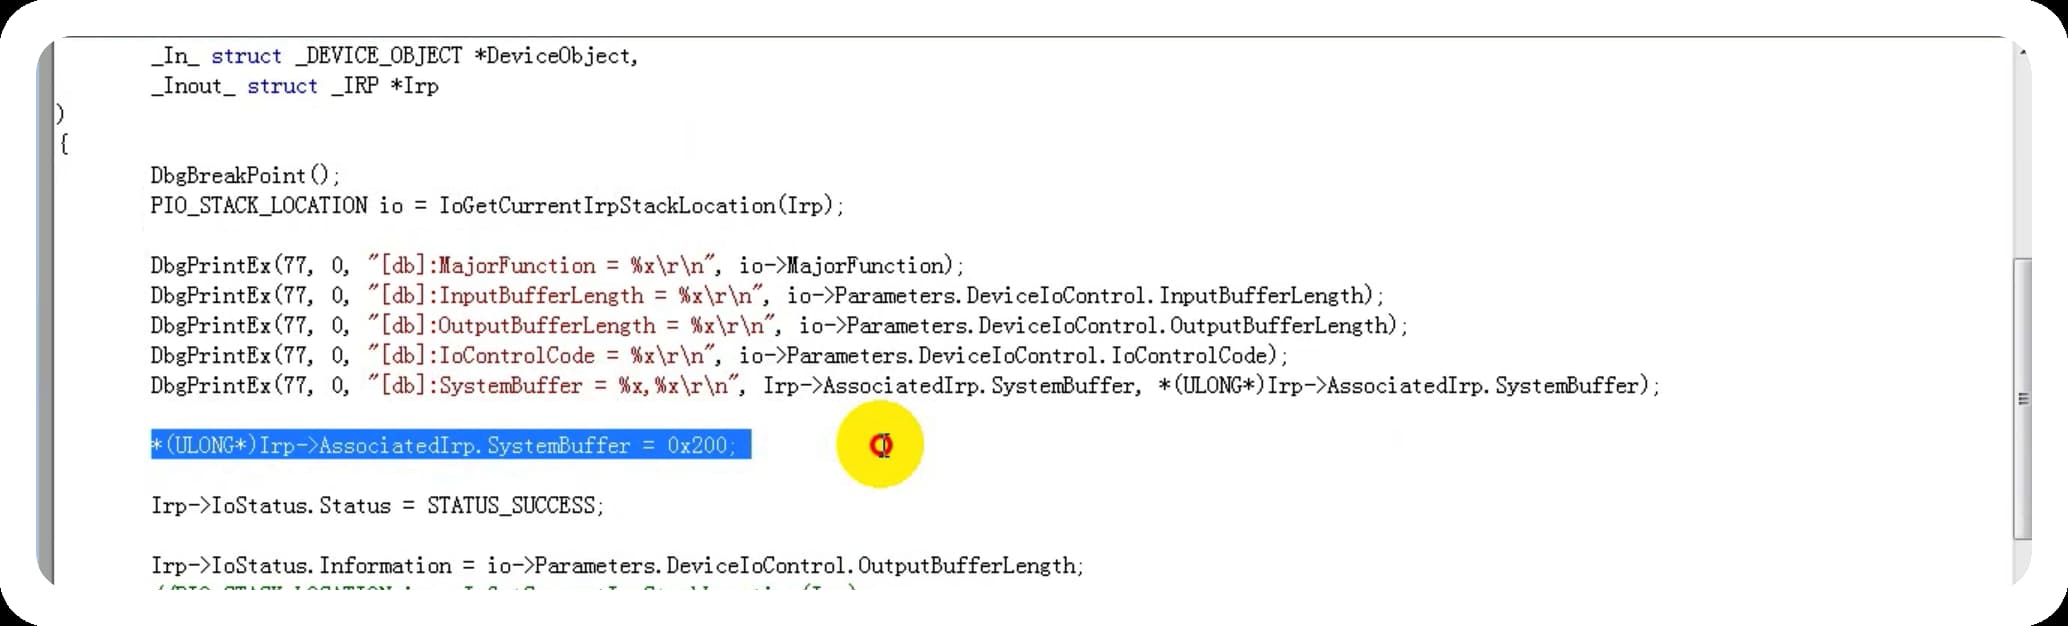 _In_ struct _DEVICE_OBJECT *DeviceObject,
_Inout_ struct _IRP *Irp
)
{
DbgBreakPoint();
PIO_STACK_LOCATION io = IoGetCurrentIrpStackLocation(Irp);
DbgPrintEx(77, 0, "[db]:MajorFunction = %x\r\n", io->MajorFunction);
DbgPrintEx(77, 0, "[db]:InputBufferLength = %x\r\n", io->Parameters.DeviceIoControl.InputBufferLength);
DbgPrintEx(77, 0, "[db]:OutputBufferLength = %x\r\n", io->Parameters.DeviceIoControl.OutputBufferLength);
DbgPrintEx(77, 0, "[db]:IoControlCode = %x\r\n", io->Parameters.DeviceIoControl.IoControlCode);
DbgPrintEx(77, 0, "[db]:SystemBuffer = %x,%x\r\n", Irp->AssociatedIrp.SystemBuffer, *(ULONG*)Irp->AssociatedIrp.SystemBuffer);
*(ULONG*)Irp->AssociatedIrp.SystemBuffer = 0x200;
Irp->IoStatus.Status = STATUS_SUCCESS;
Irp->IoStatus.Information = io->Parameters.DeviceIoControl.OutputBufferLength;